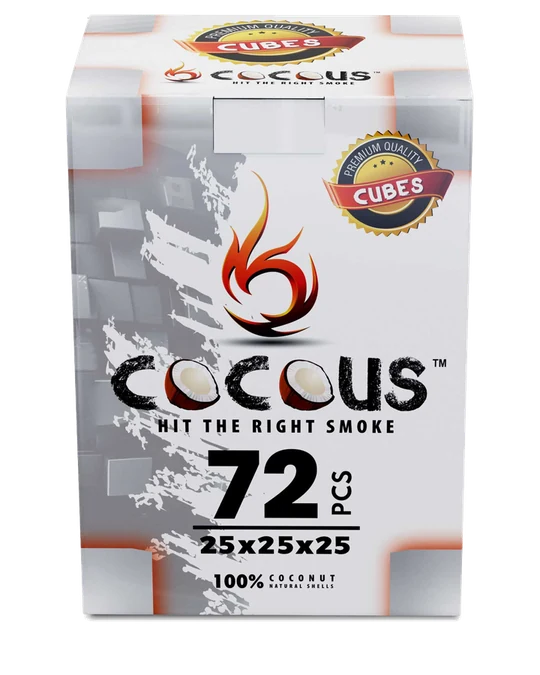 PREMIUM QUALITY
CUBES
COCOUS™
HIT THE RIGHT SMOKE
PREMIUM QUALITY
CUBES
COCOUS™
HIT THE RIGHT SMOKE
72 PCS
25x25x25
100% COCONUT
NATURAL SHELLS